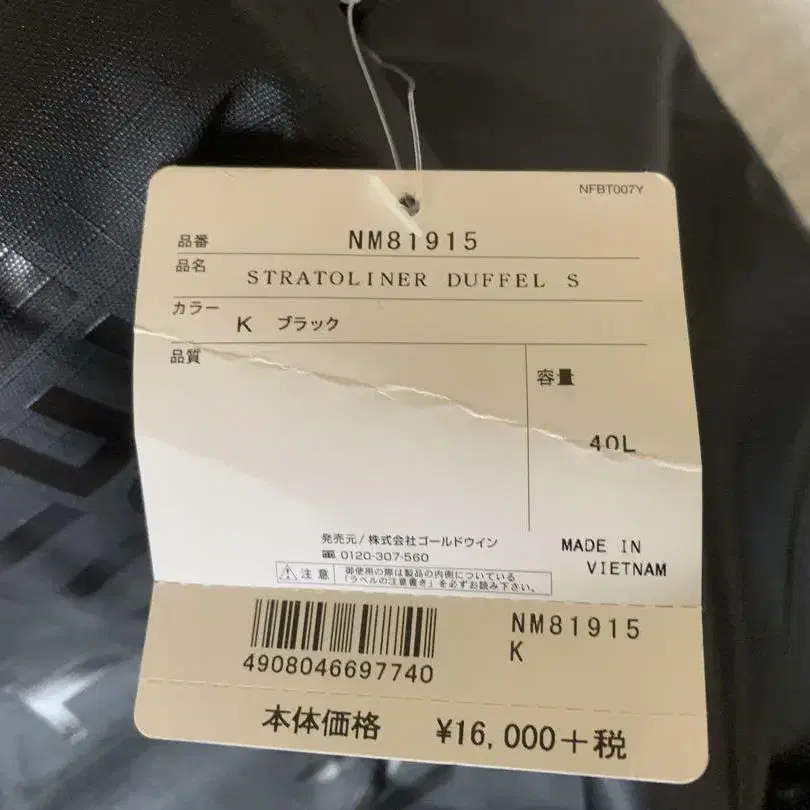 NFBT007Y
品番 NM81915
品名 STRATOLINER DUFFEL S
カラー K ブラック
品質
容量
40L
発売元/株式会社ゴールドウイン
0120-307-560
MADE IN
VIETNAM
注意
御使用の際は製品の内側についている
「ラベルの注意書き」を必ずお読み下さい。
4908046697740
NM81915
K
本体価格 ¥16,000+税